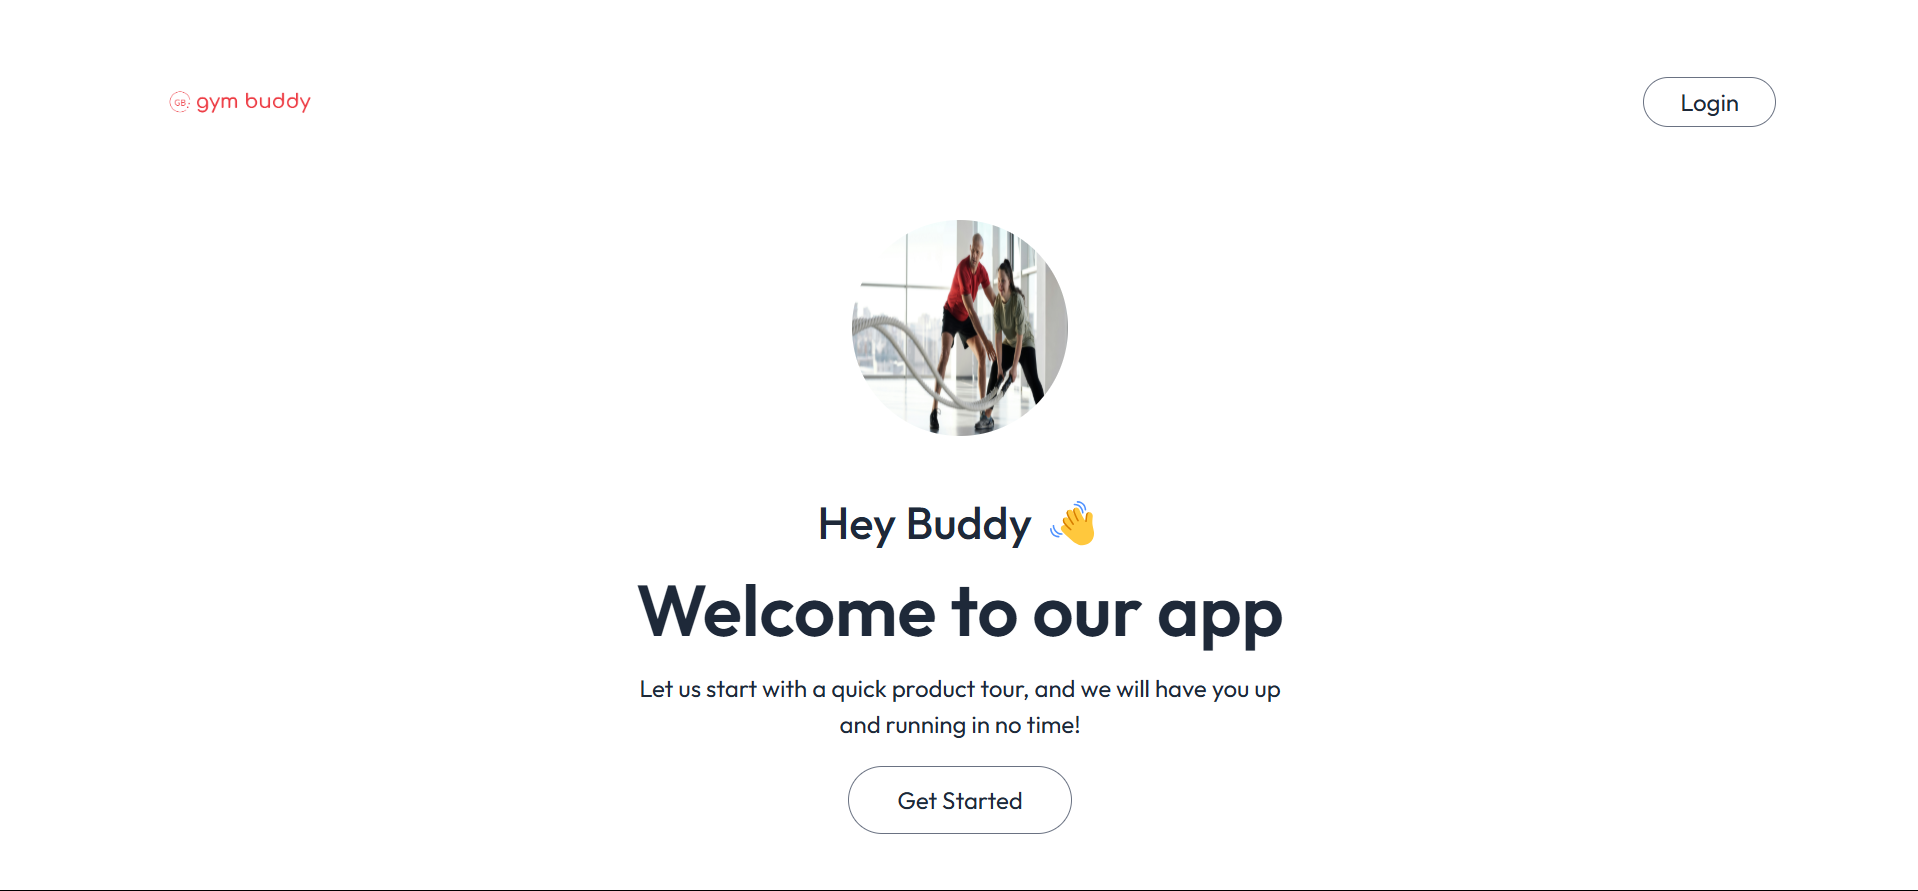 GB.
gym buddy
Login
Hey Buddy 👋
Welcome to our app
Let us start with a quick product tour, and we will have you up
and running in no time!
Get Started